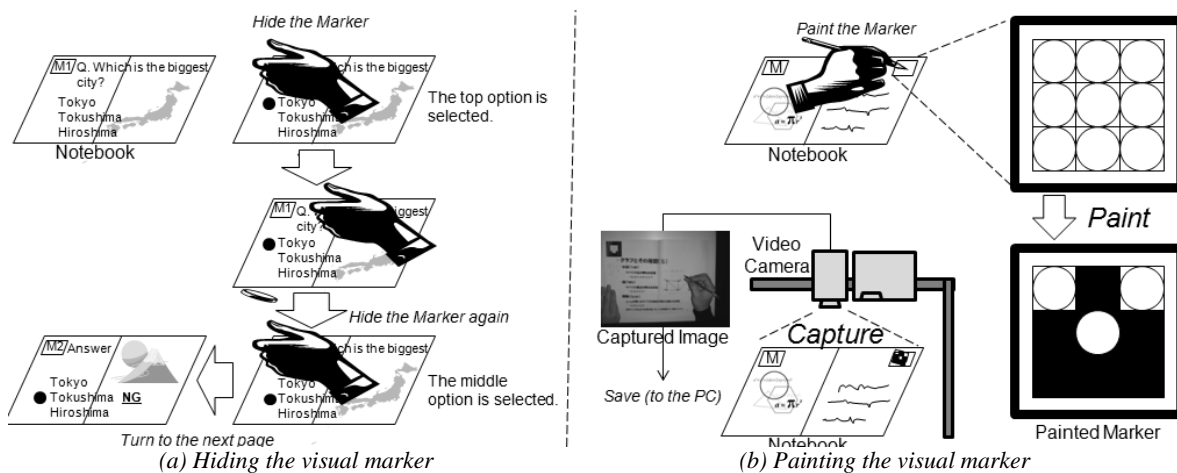 Hide the Marker
M1 Q. Which is the biggest
city?
Tokyo
Tokushima
Hiroshima
Notebook
ich is the biggest
Tokyo
Tokushim
Hiroshima
The top option is
selected.
M1 Q. biggest
city?
Tokyo
Tokushima
Hiroshima
Hide the Marker again
M2 Answer
Tokyo
Tokushima NG
Hiroshima
ich is the biggest
Tokyo
Tokushim
Hiroshima
The middle
option is selected.
Turn to the next page
(a) Hiding the visual marker
Paint the Marker
M
Notebook
Paint
Video
Camera
Captured Image
Capture
Save (to the PC)
M
Notebook
Painted Marker
(b) Painting the visual marker